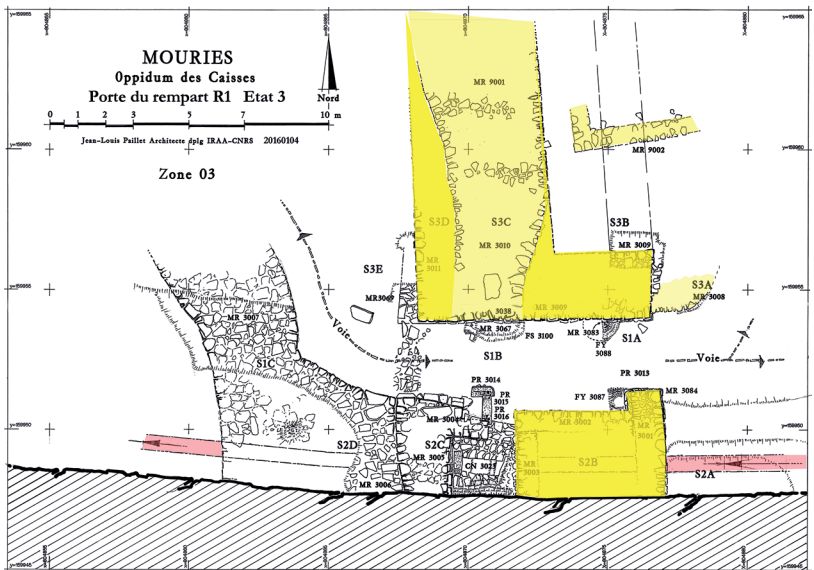 MOURIES
Oppidum des Caisses
Porte du rempart R1 Etat 3
Nord
0 1 3 5 7 10 m
Jean-Louis Paillet Architecte dplg IRAA-CNRS 20160104
Zone 03
MR 9001
MR 9002
S3D
S3C
S3B
MR 3010
MR 3009
S3E
MR 3011
S3A
MR 3008
MR3069
3038
MR 3009
MR 3007
MR 3067
FS 3100
MR 3083
S1A
FY 3088
Voie
S1B
Voie
S1C
PR 3014
PR 3013
PR 3015
FY 3087
MR 3084
PR 3016
MR 3004
MR 3002
MR 3001
S2D
S2C
MR 3005
CN 3023
MR 3003
S2B
S2A
MR 3006